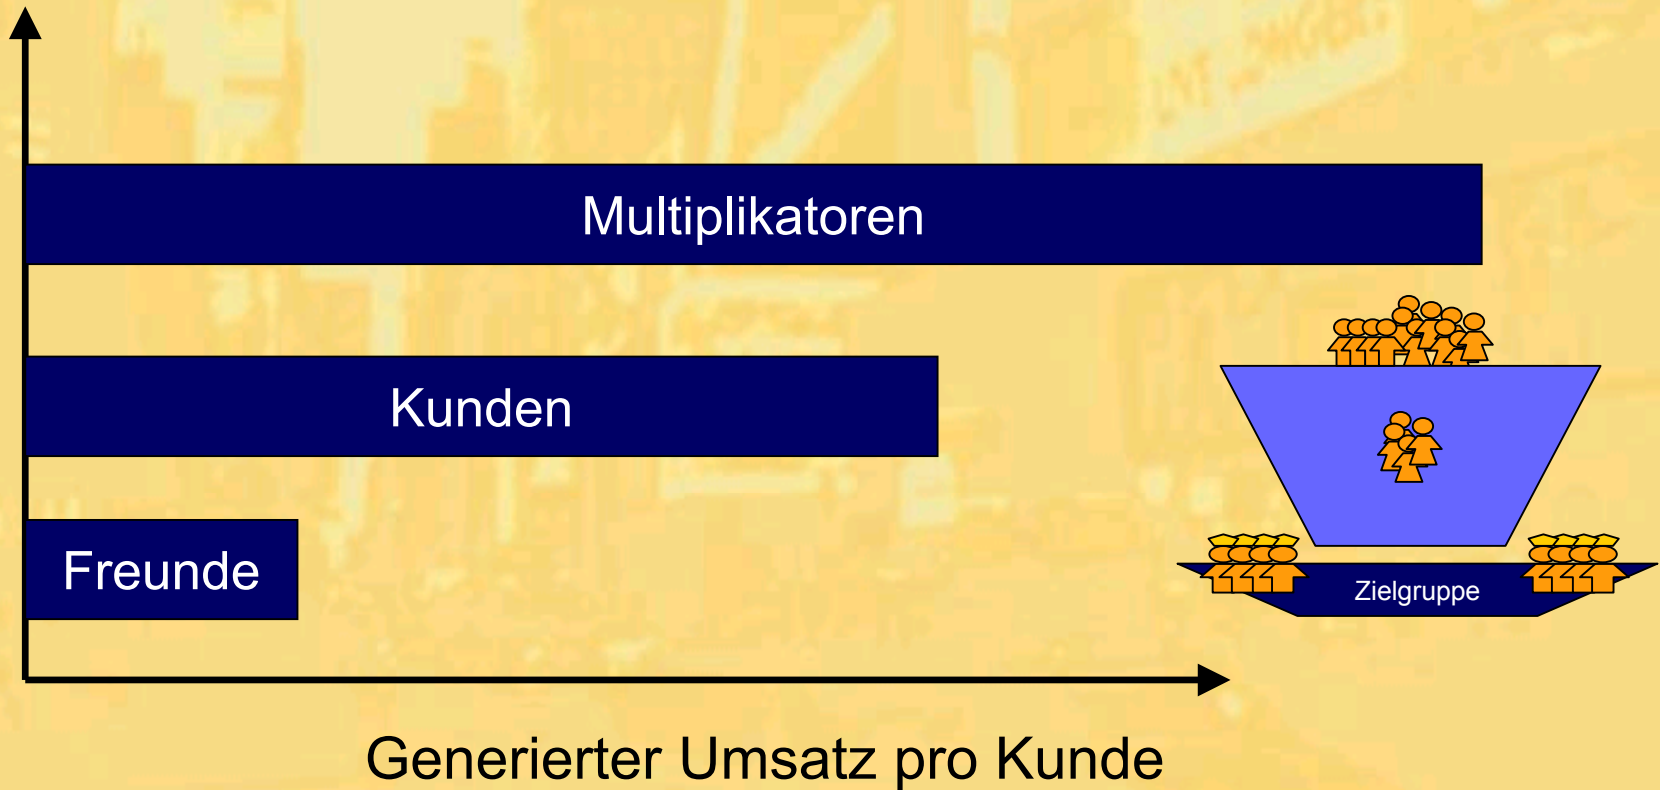 Multiplikatoren
Kunden
Freunde
Zielgruppe
Generierter Umsatz pro Kunde